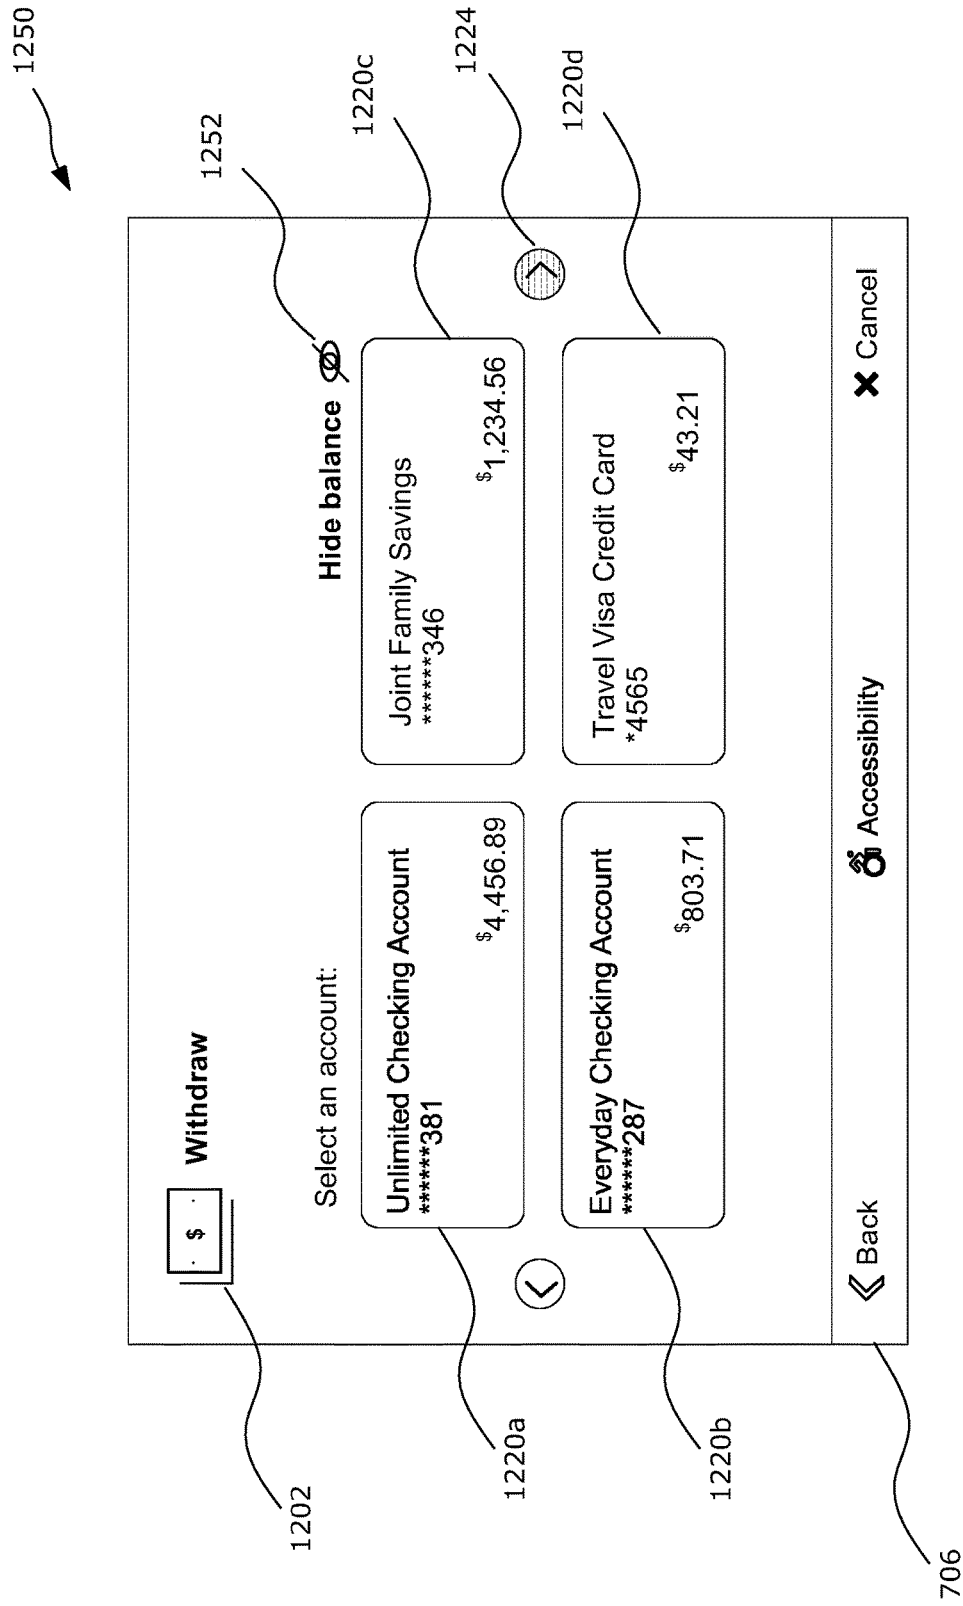 1250
1252
1220c
1224
1220d
$ Withdraw
Select an account:
Hide balance
Unlimited Checking Account
******381
$4,456.89
Joint Family Savings
******346
$1,234.56
Everyday Checking Account
******287
$803.71
Travel Visa Credit Card
*4565
$43.21
Back
Accessibility
Cancel
1202
1220a
1220b
706